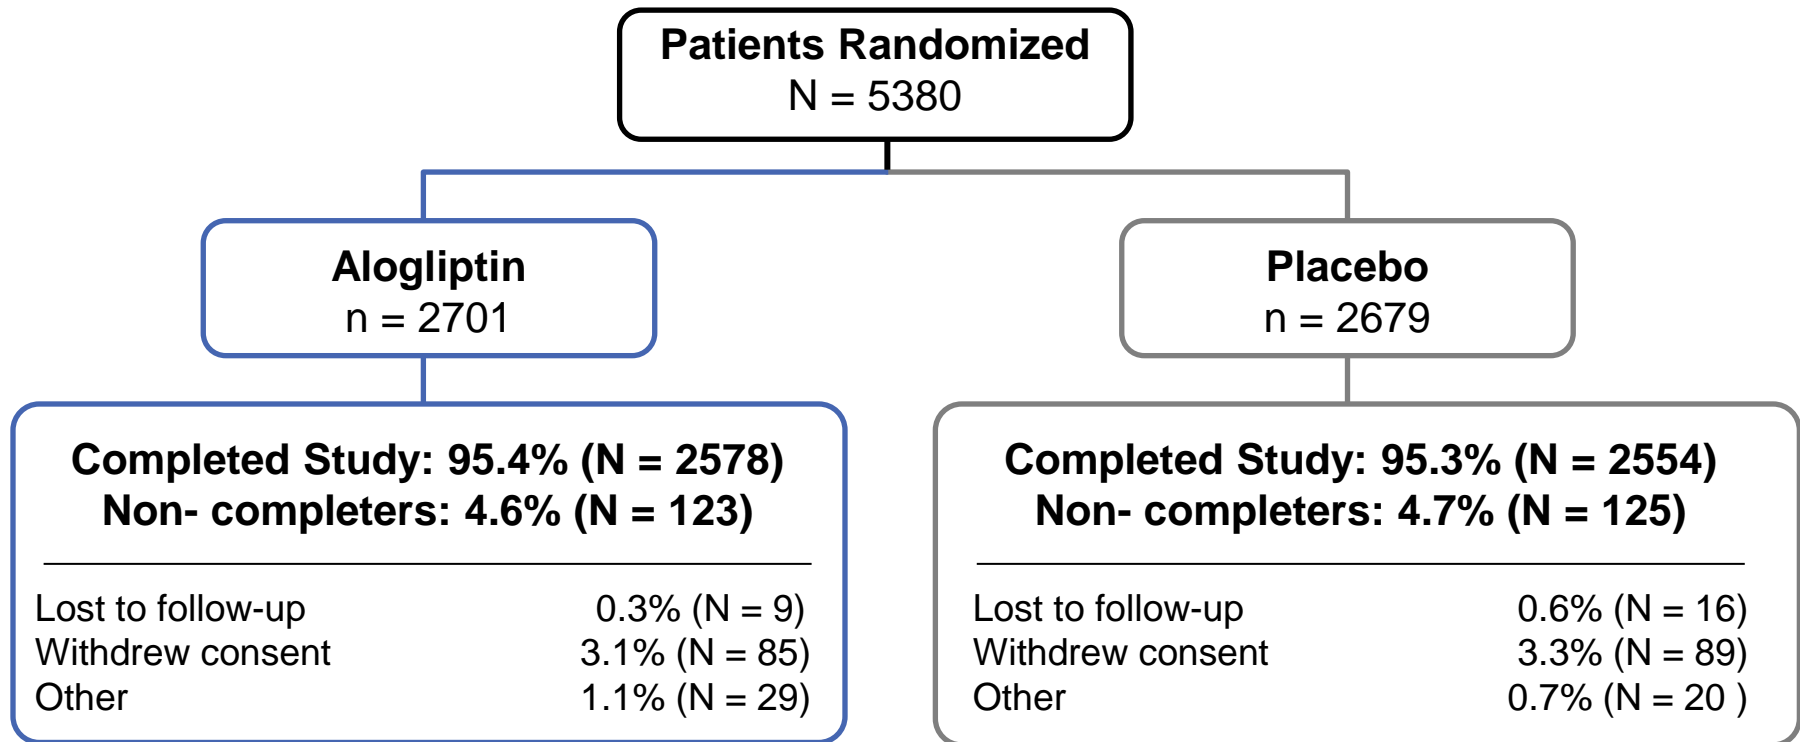 Patients Randomized
N = 5380
Alogliptin
n = 2701
Placebo
n = 2679
Completed Study: 95.4% (N = 2578)
Non- completers: 4.6% (N = 123)
Lost to follow-up 0.3% (N = 9)
Withdrew consent 3.1% (N = 85)
Other 1.1% (N = 29)
Completed Study: 95.3% (N = 2554)
Non- completers: 4.7% (N = 125)
Lost to follow-up 0.6% (N = 16)
Withdrew consent 3.3% (N = 89)
Other 0.7% (N = 20 )